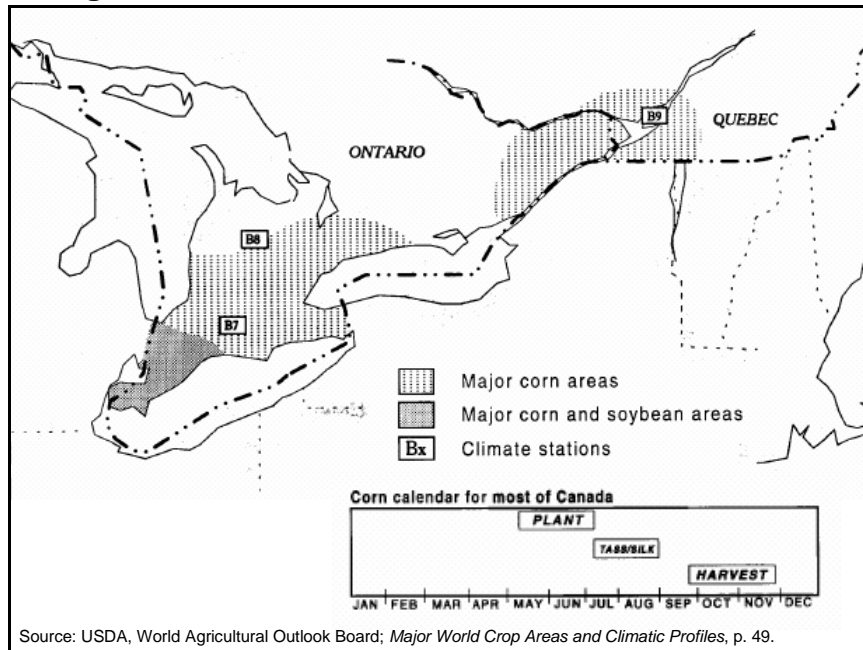 B9
QUEBEC
ONTARIO
B8
B7
Major corn areas
Major corn and soybean areas
Bx Climate stations
Corn calendar for most of Canada
PLANT
TASS/SILK
HARVEST
JAN FEB MAR APR MAY JUN JUL AUG SEP OCT NOV DEC
Source: USDA, World Agricultural Outlook Board; Major World Crop Areas and Climatic Profiles, p. 49.